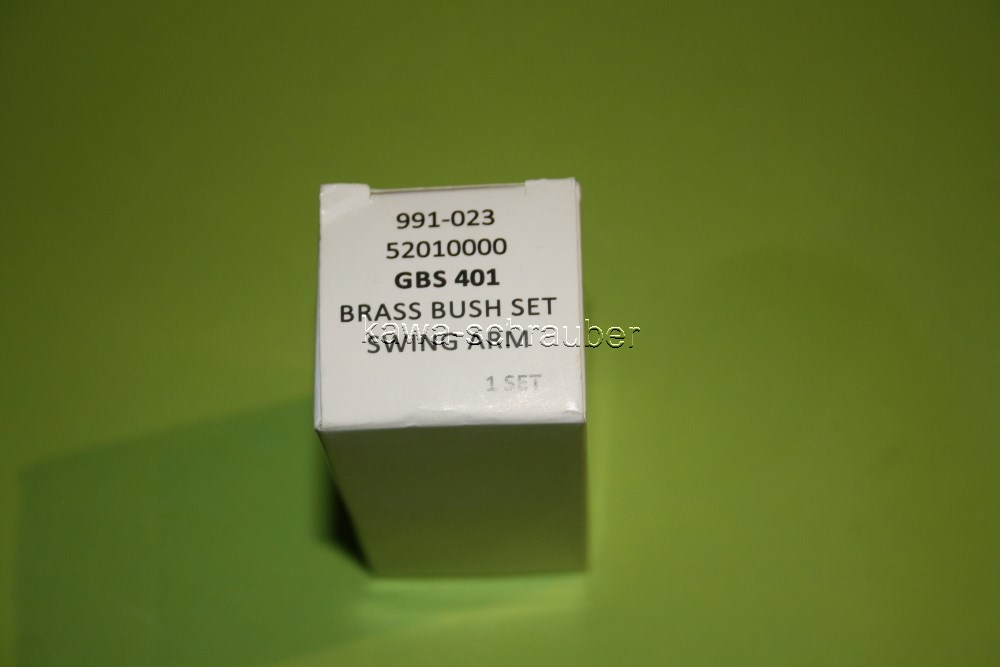 991-023
52010000
GBS 401
BRASS BUSH SET
kawa-schrauber
SWING ARM
1 SET